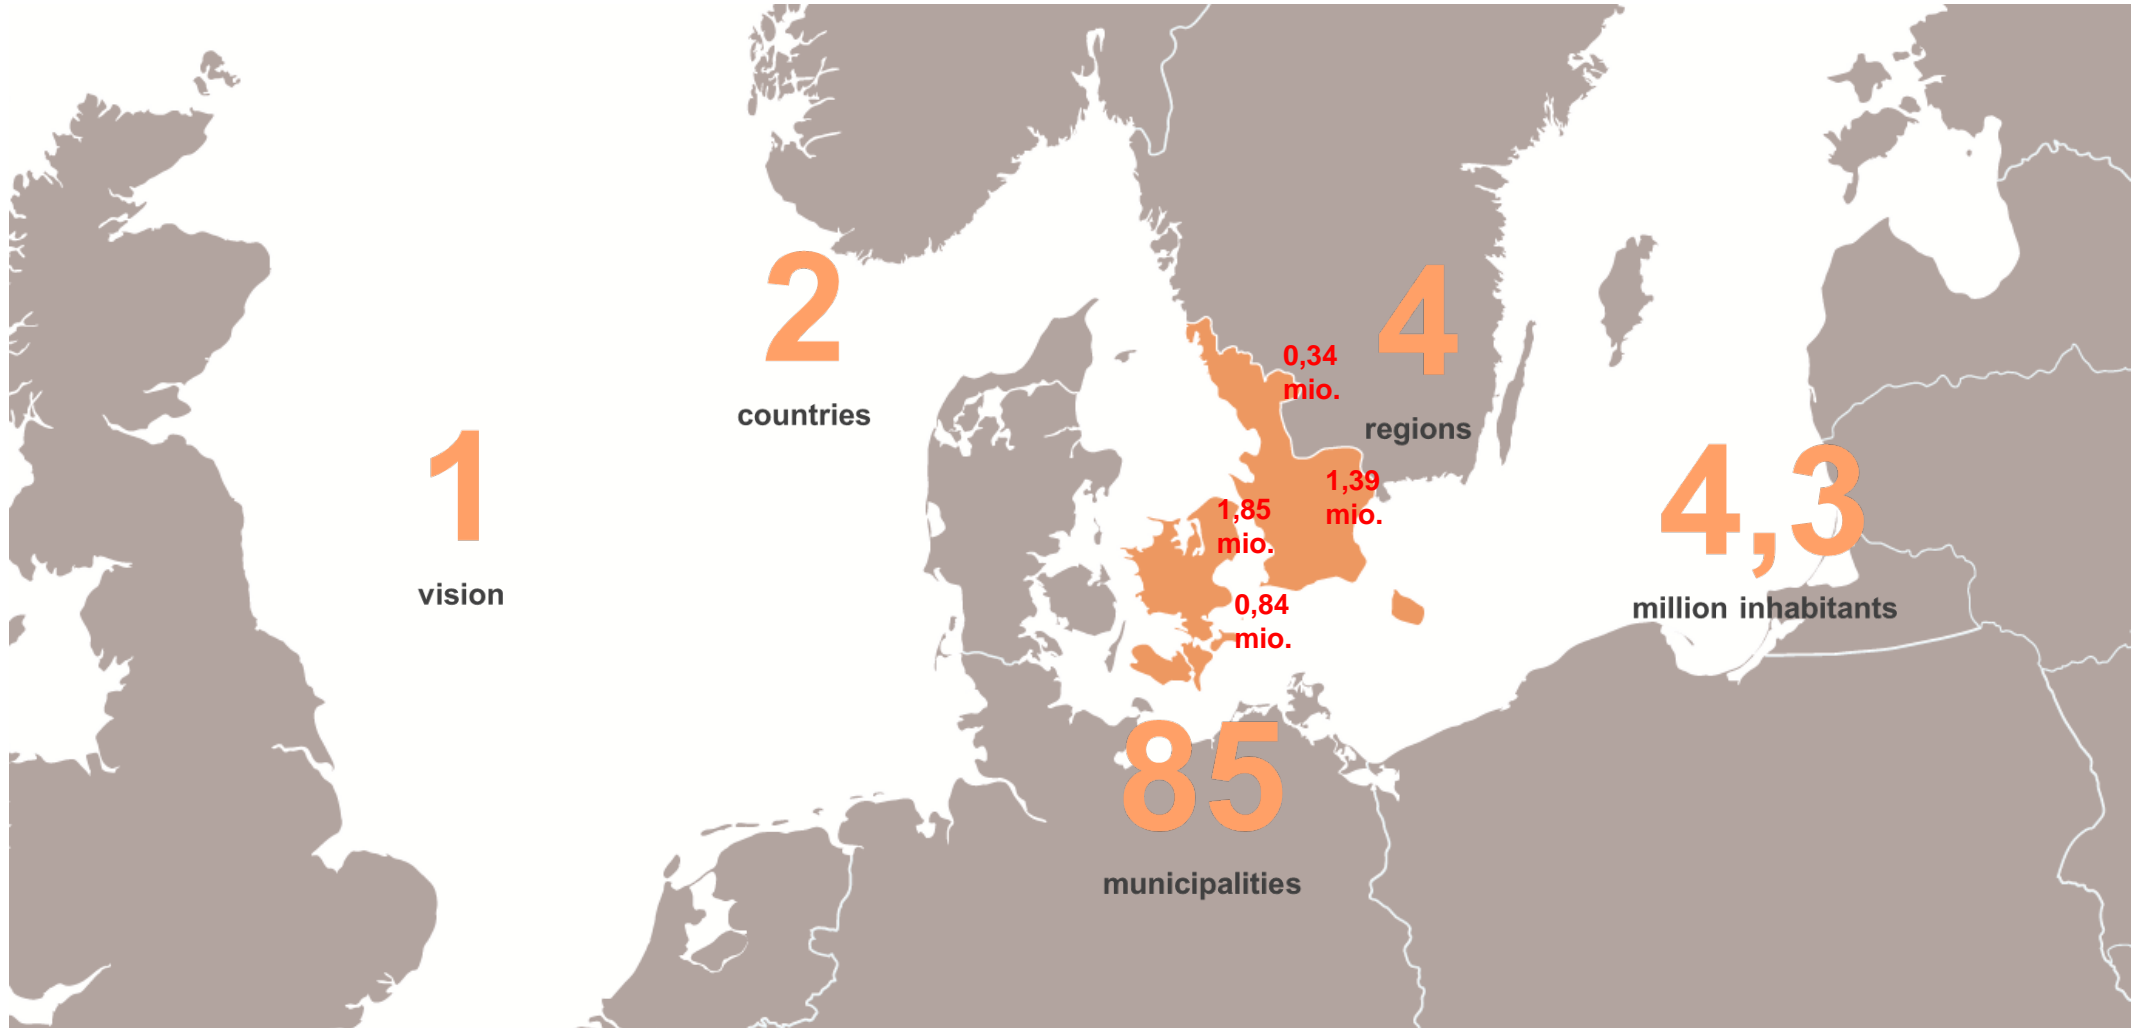 1
vision
2
countries
4
regions
4,3
million inhabitants
85
municipalities
0,34
mio.
1,39
mio.
1,85
mio.
0,84
mio.